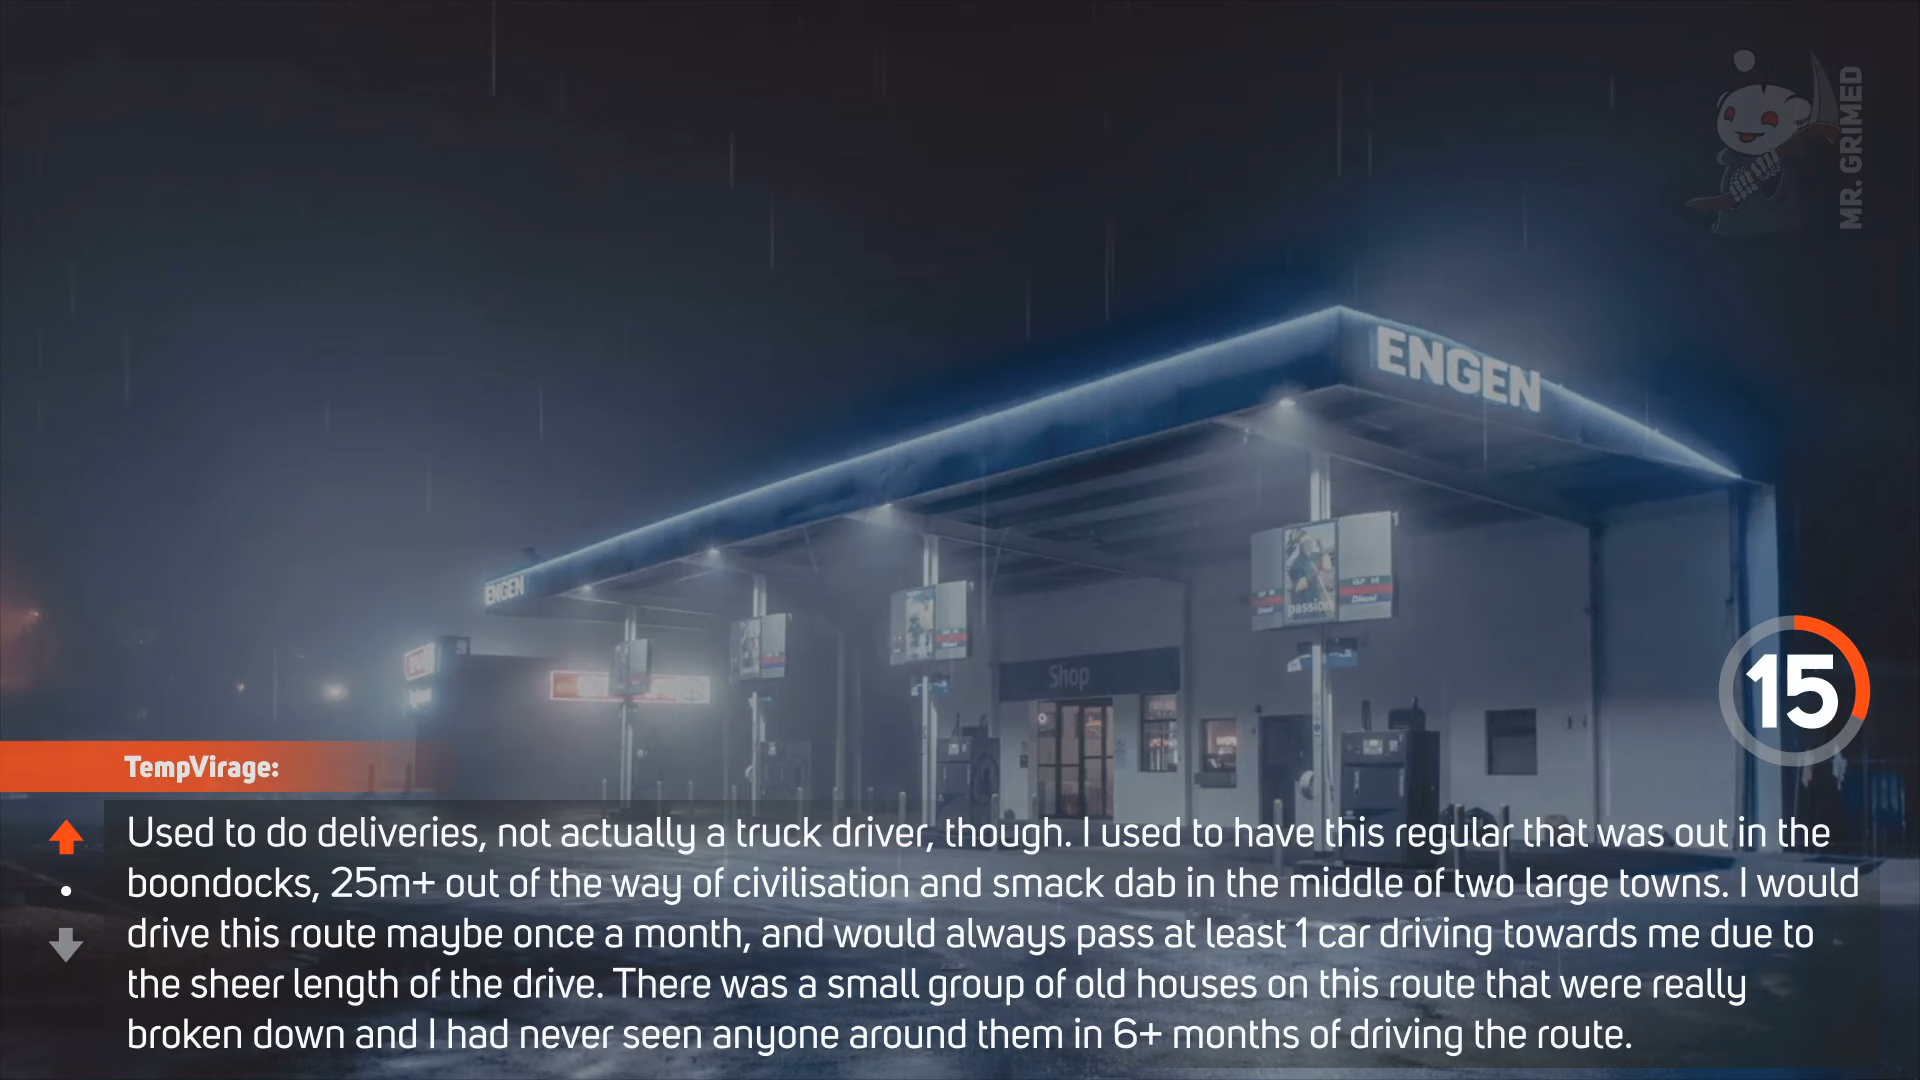 MR. GRIMED
ENGEN
ENGEN
passion
Diesel
Shop
15
TempVirage:
Used to do deliveries, not actually a truck driver, though. I used to have this regular that was out in the
boondocks, 25m+ out of the way of civilisation and smack dab in the middle of two large towns. I would
drive this route maybe once a month, and would always pass at least 1 car driving towards me due to
the sheer length of the drive. There was a small group of old houses on this route that were really
broken down and I had never seen anyone around them in 6+ months of driving the route.